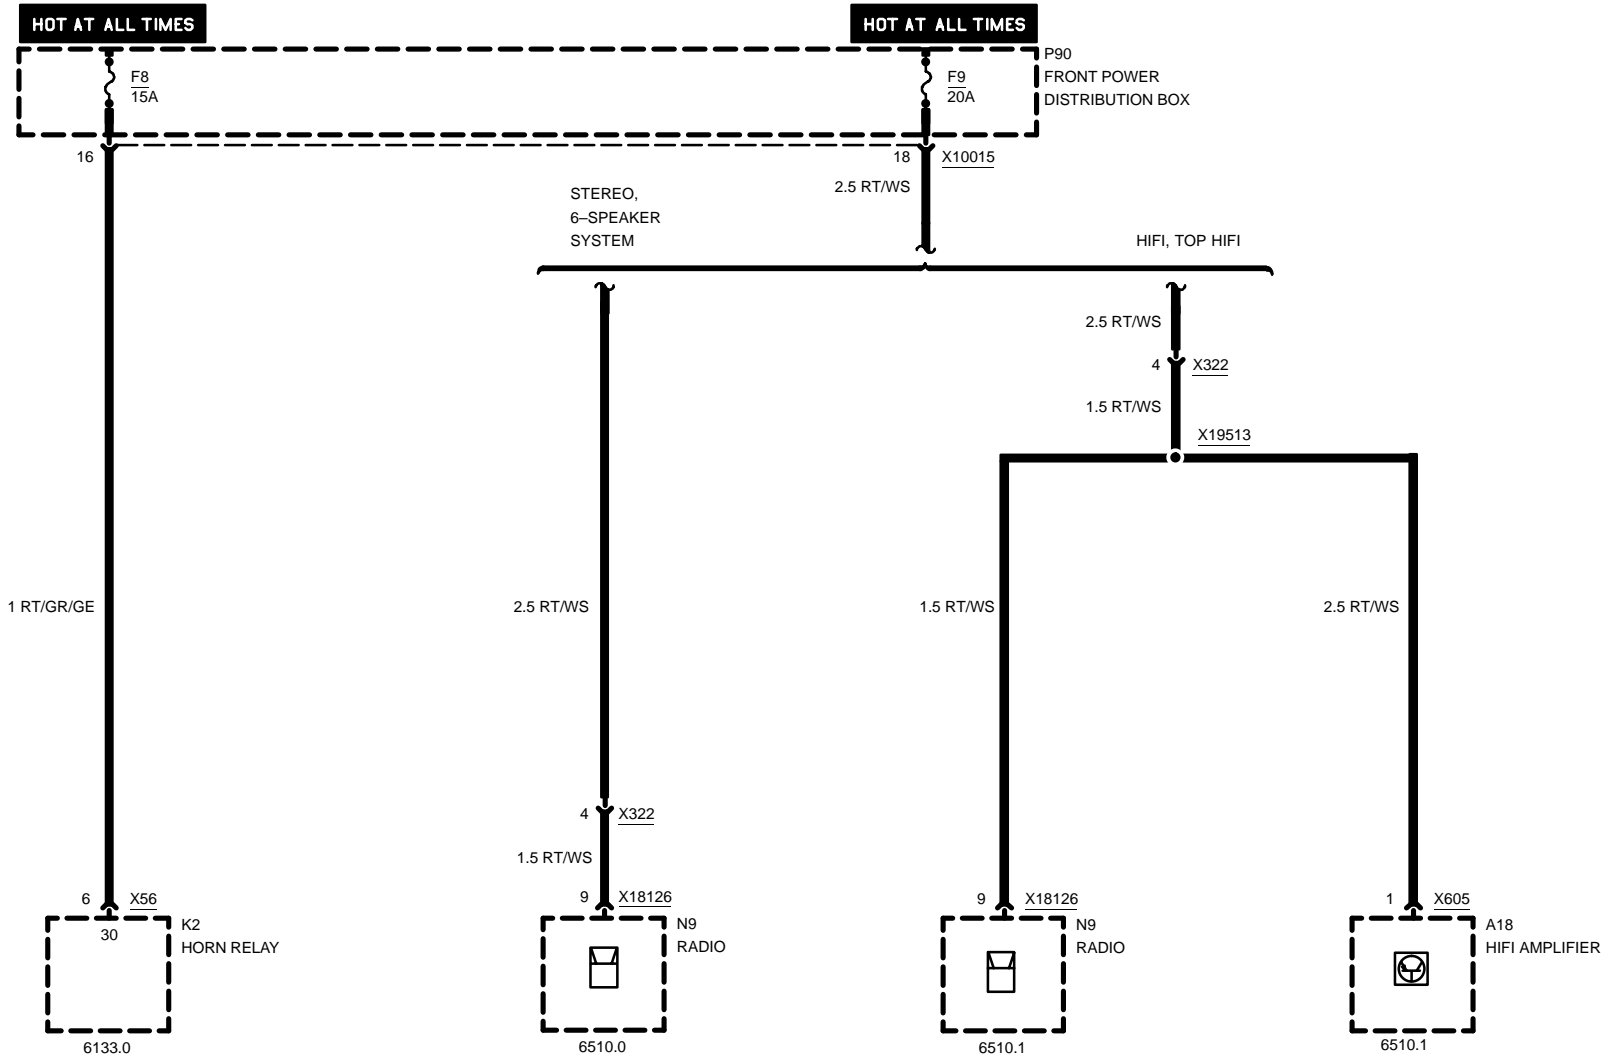 HOT AT ALL TIMES
HOT AT ALL TIMES
F8
15A
F9
20A
P90
FRONT POWER
DISTRIBUTION BOX
16
18
X10015
2.5 RT/WS
STEREO,
6–SPEAKER
SYSTEM
HIFI, TOP HIFI
2.5 RT/WS
4
X322
1.5 RT/WS
X19513
1 RT/GR/GE
2.5 RT/WS
1.5 RT/WS
2.5 RT/WS
4
X322
1.5 RT/WS
6
X56
9
X18126
9
X18126
1
X605
30
K2
HORN RELAY
N9
RADIO
N9
RADIO
A18
HIFI AMPLIFIER
6133.0
6510.0
6510.1
6510.1